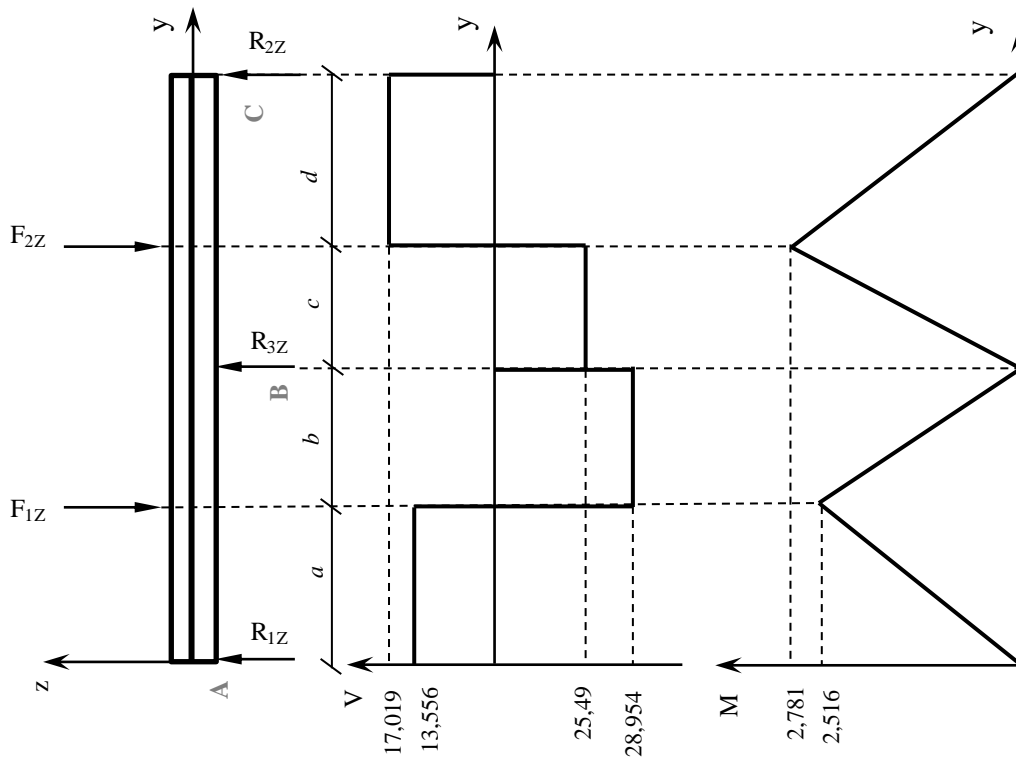 z
y
F1Z
F2Z
A
B
C
R1Z
R3Z
R2Z
a
b
c
d
V
y
17,019
13,556
25,49
28,954
M
y
2,781
2,516